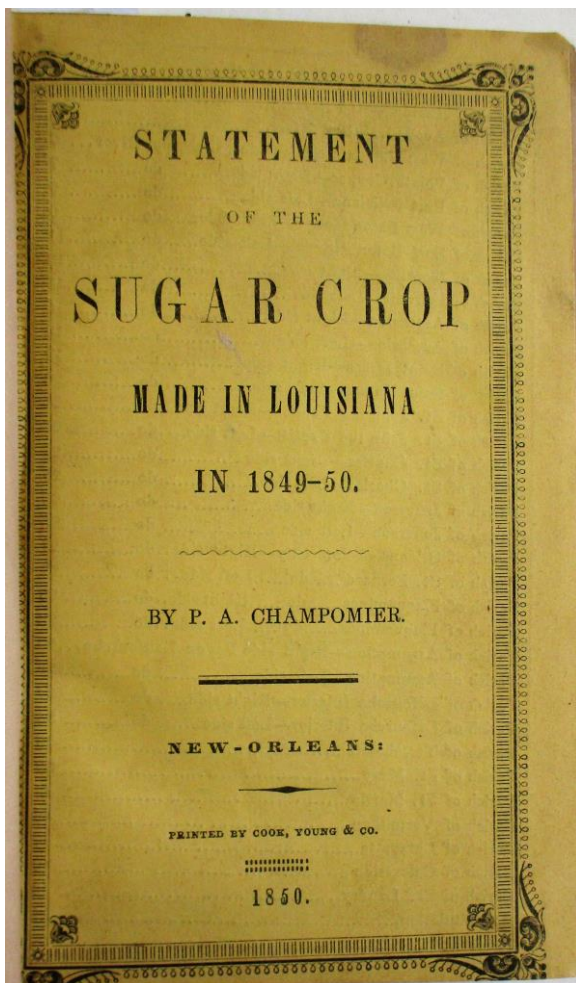 STATEMENT
OF THE
SUGAR CROP
MADE IN LOUISIANA
IN 1849-50.
BY P. A. CHAMPOMIER.
NEW-ORLEANS:
PRINTED BY COOK, YOUNG & CO.
1850.